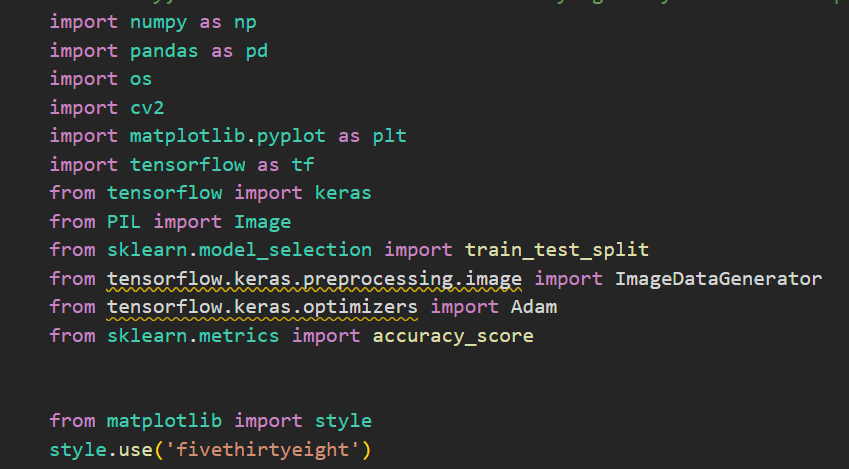 import numpy as np
import pandas as pd
import os
import cv2
import matplotlib.pyplot as plt
import tensorflow as tf
from tensorflow import keras
from PIL import Image
from sklearn.model_selection import train_test_split
from tensorflow.keras.preprocessing.image import ImageDataGenerator
from tensorflow.keras.optimizers import Adam
from sklearn.metrics import accuracy_score
from matplotlib import style
style.use('fivethirtyeight')